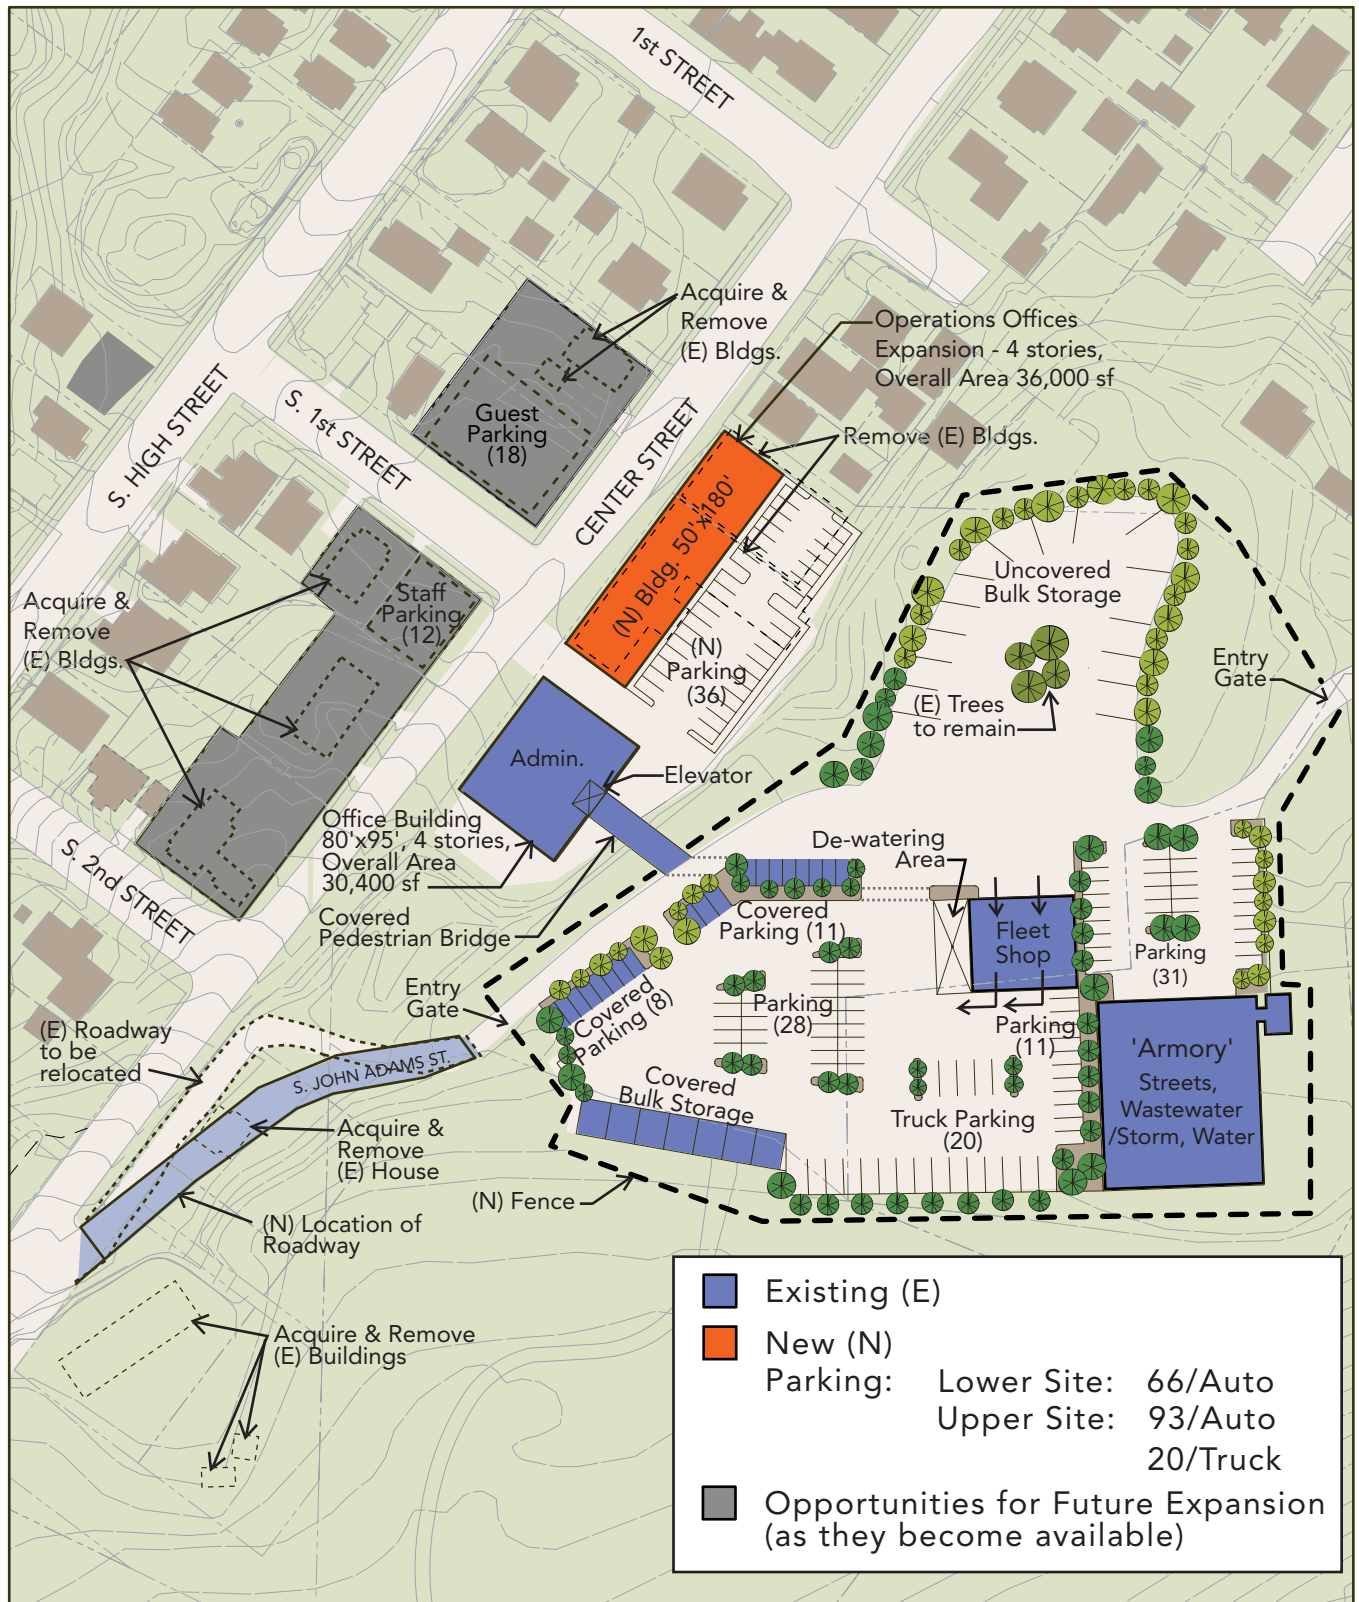 1st STREET
Acquire &
Remove
(E) Bldgs.
Operations Offices
Expansion - 4 stories,
Overall Area 36,000 sf
Remove (E) Bldgs.
S. HIGH STREET
S. 1st STREET
Guest
Parking
(18)
CENTER STREET
(N) Bldg. 50'x180'
Uncovered
Bulk Storage
Acquire &
Remove
(E) Bldgs.
Staff
Parking
(12)
(N)
Parking
(36)
(E) Trees
to remain
Entry
Gate
Admin.
Elevator
Office Building
80'x95', 4 stories,
Overall Area
30,400 sf
De-watering
Area
S. 2nd STREET
Covered
Pedestrian Bridge
Covered
Parking (11)
Fleet
Shop
Parking
(31)
Entry
Gate
Covered
Parking (8)
Parking
(28)
Parking
(11)
(E) Roadway
to be
relocated
S. JOHN ADAMS ST.
'Armory'
Streets,
Wastewater
/Storm, Water
Covered
Bulk Storage
Truck Parking
(20)
Acquire &
Remove
(E) House
(N) Fence
(N) Location of
Roadway
Acquire & Remove
(E) Buildings
Existing (E)
New (N)
Parking: Lower Site: 66/Auto
Upper Site: 93/Auto
20/Truck
Opportunities for Future Expansion
(as they become available)